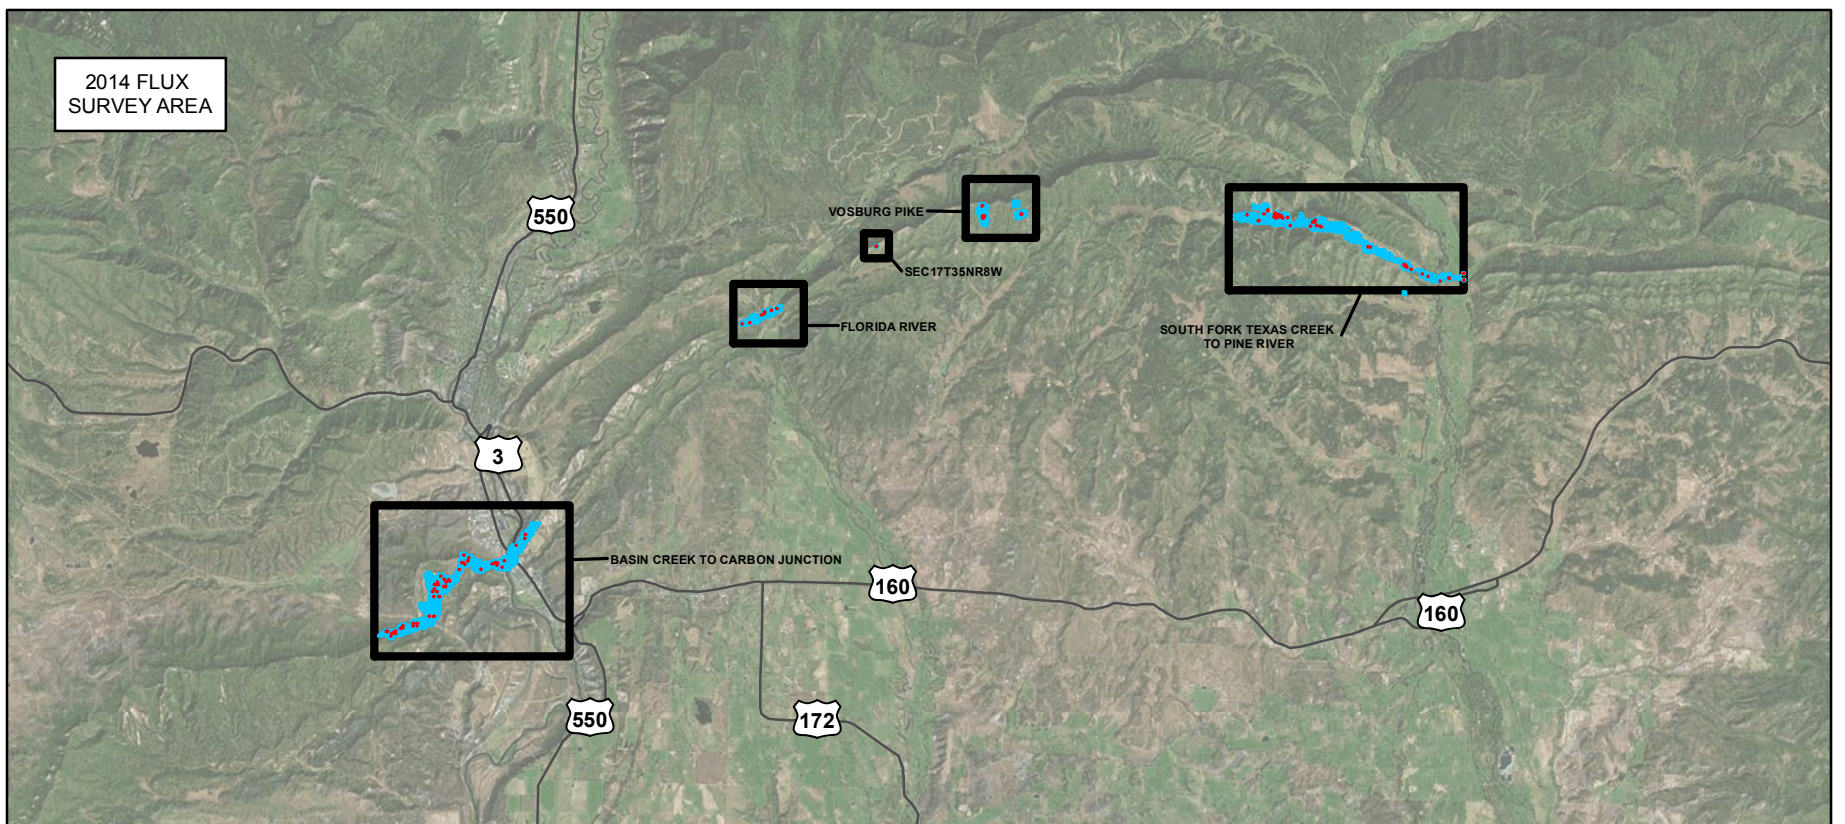 2014 FLUX
SURVEY AREA
550
VOSBURG PIKE
SEC17T35NR8W
FLORIDA RIVER
SOUTH FORK TEXAS CREEK
TO PINE RIVER
3
BASIN CREEK TO CARBON JUNCTION
160
160
550
172